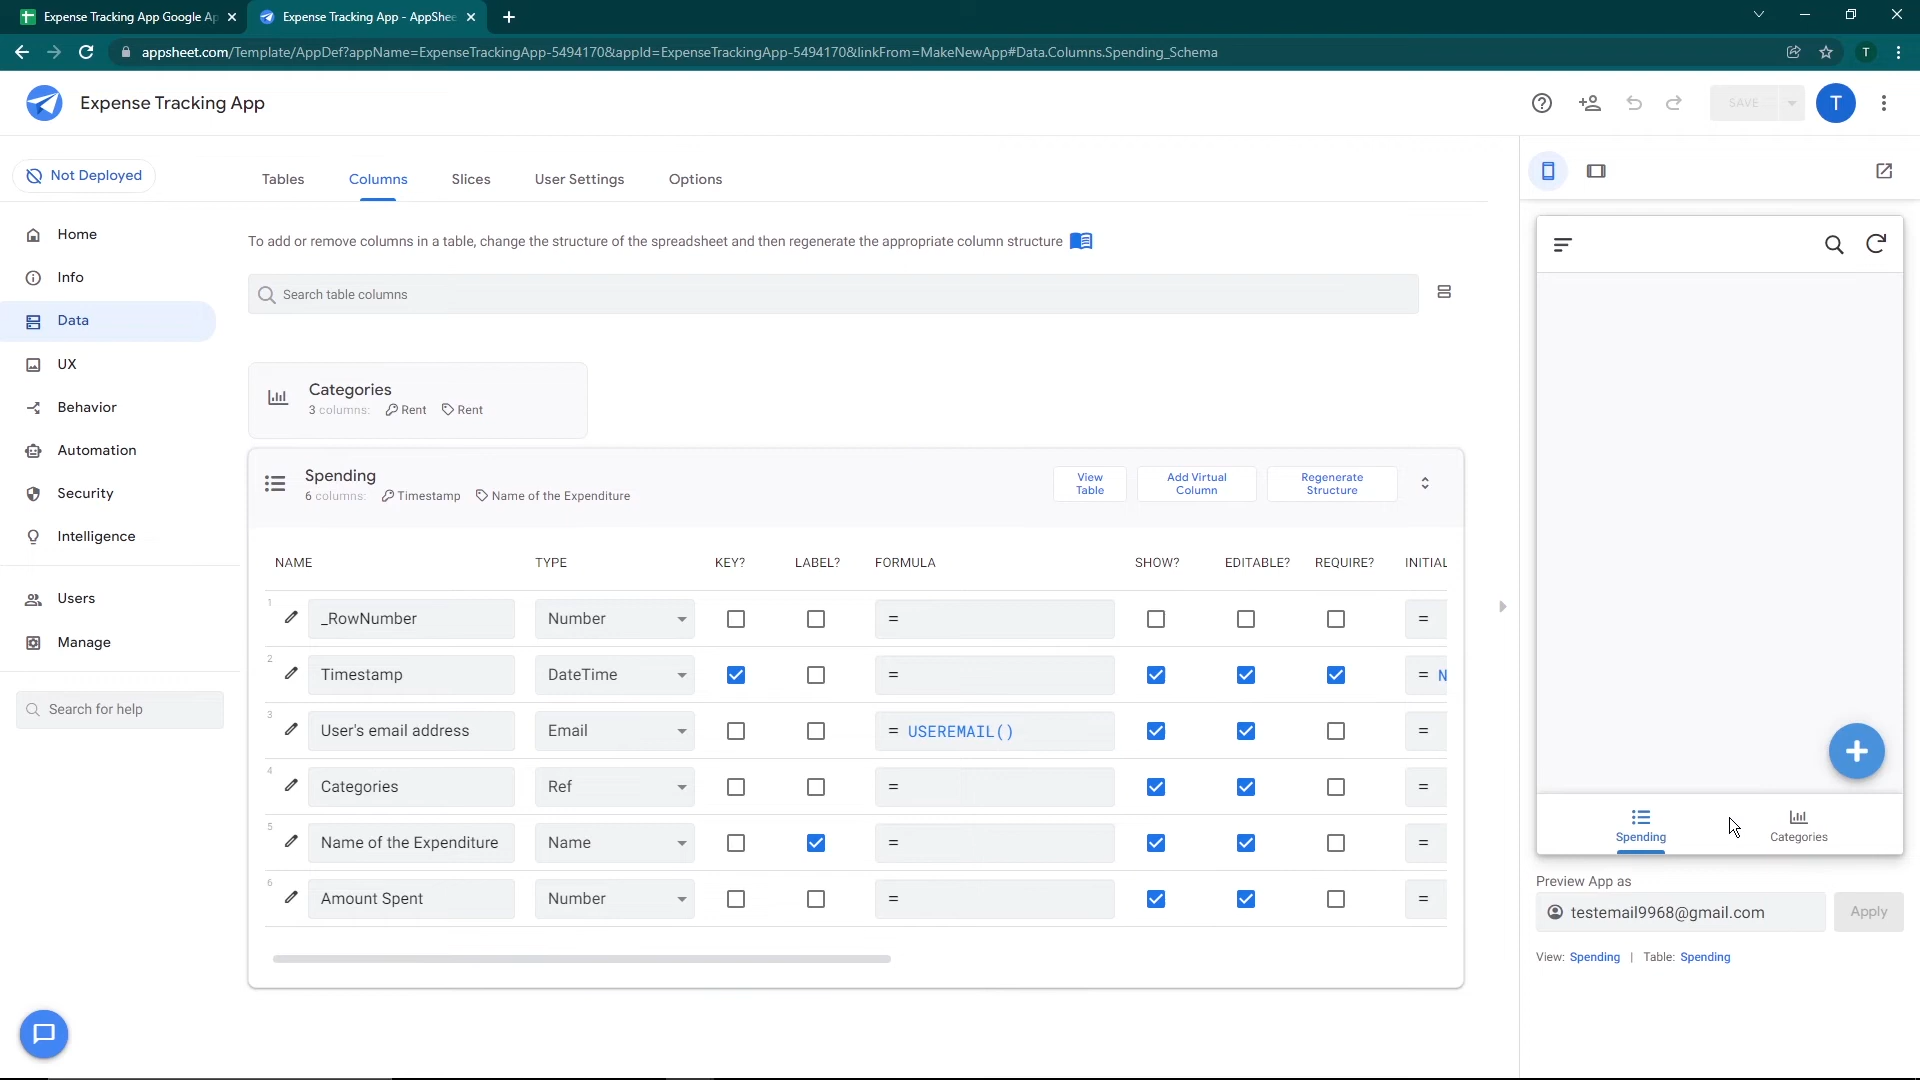 Expense Tracking App Google Ap
Expense Tracking App - AppShee
appsheet.com/Template/AppDef?appName=ExpenseTrackingApp-5494170&appId=ExpenseTrackingApp-5494170&linkFrom=MakeNewApp#Data.Columns.Spending_Schema
T
Expense Tracking App
SAVE
T
Not Deployed
Tables
Columns
Slices
User Settings
Options
Home
Info
Data
UX
Behavior
Automation
Security
Intelligence
Users
Manage
Search for help
To add or remove columns in a table, change the structure of the spreadsheet and then regenerate the appropriate column structure
Search table columns
Categories
3 columns: Rent Rent
Spending
6 columns: Timestamp Name of the Expenditure
View Table
Add Virtual Column
Regenerate Structure
NAME TYPE KEY? LABEL? FORMULA SHOW? EDITABLE? REQUIRE? INITIAL
1 _RowNumber Number = =
2 Timestamp DateTime = = N
3 User's email address Email = USEREMAIL() =
4 Categories Ref = =
5 Name of the Expenditure Name = =
6 Amount Spent Number = =
Spending
Categories
Preview App as
testemail9968@gmail.com
Apply
View: Spending | Table: Spending